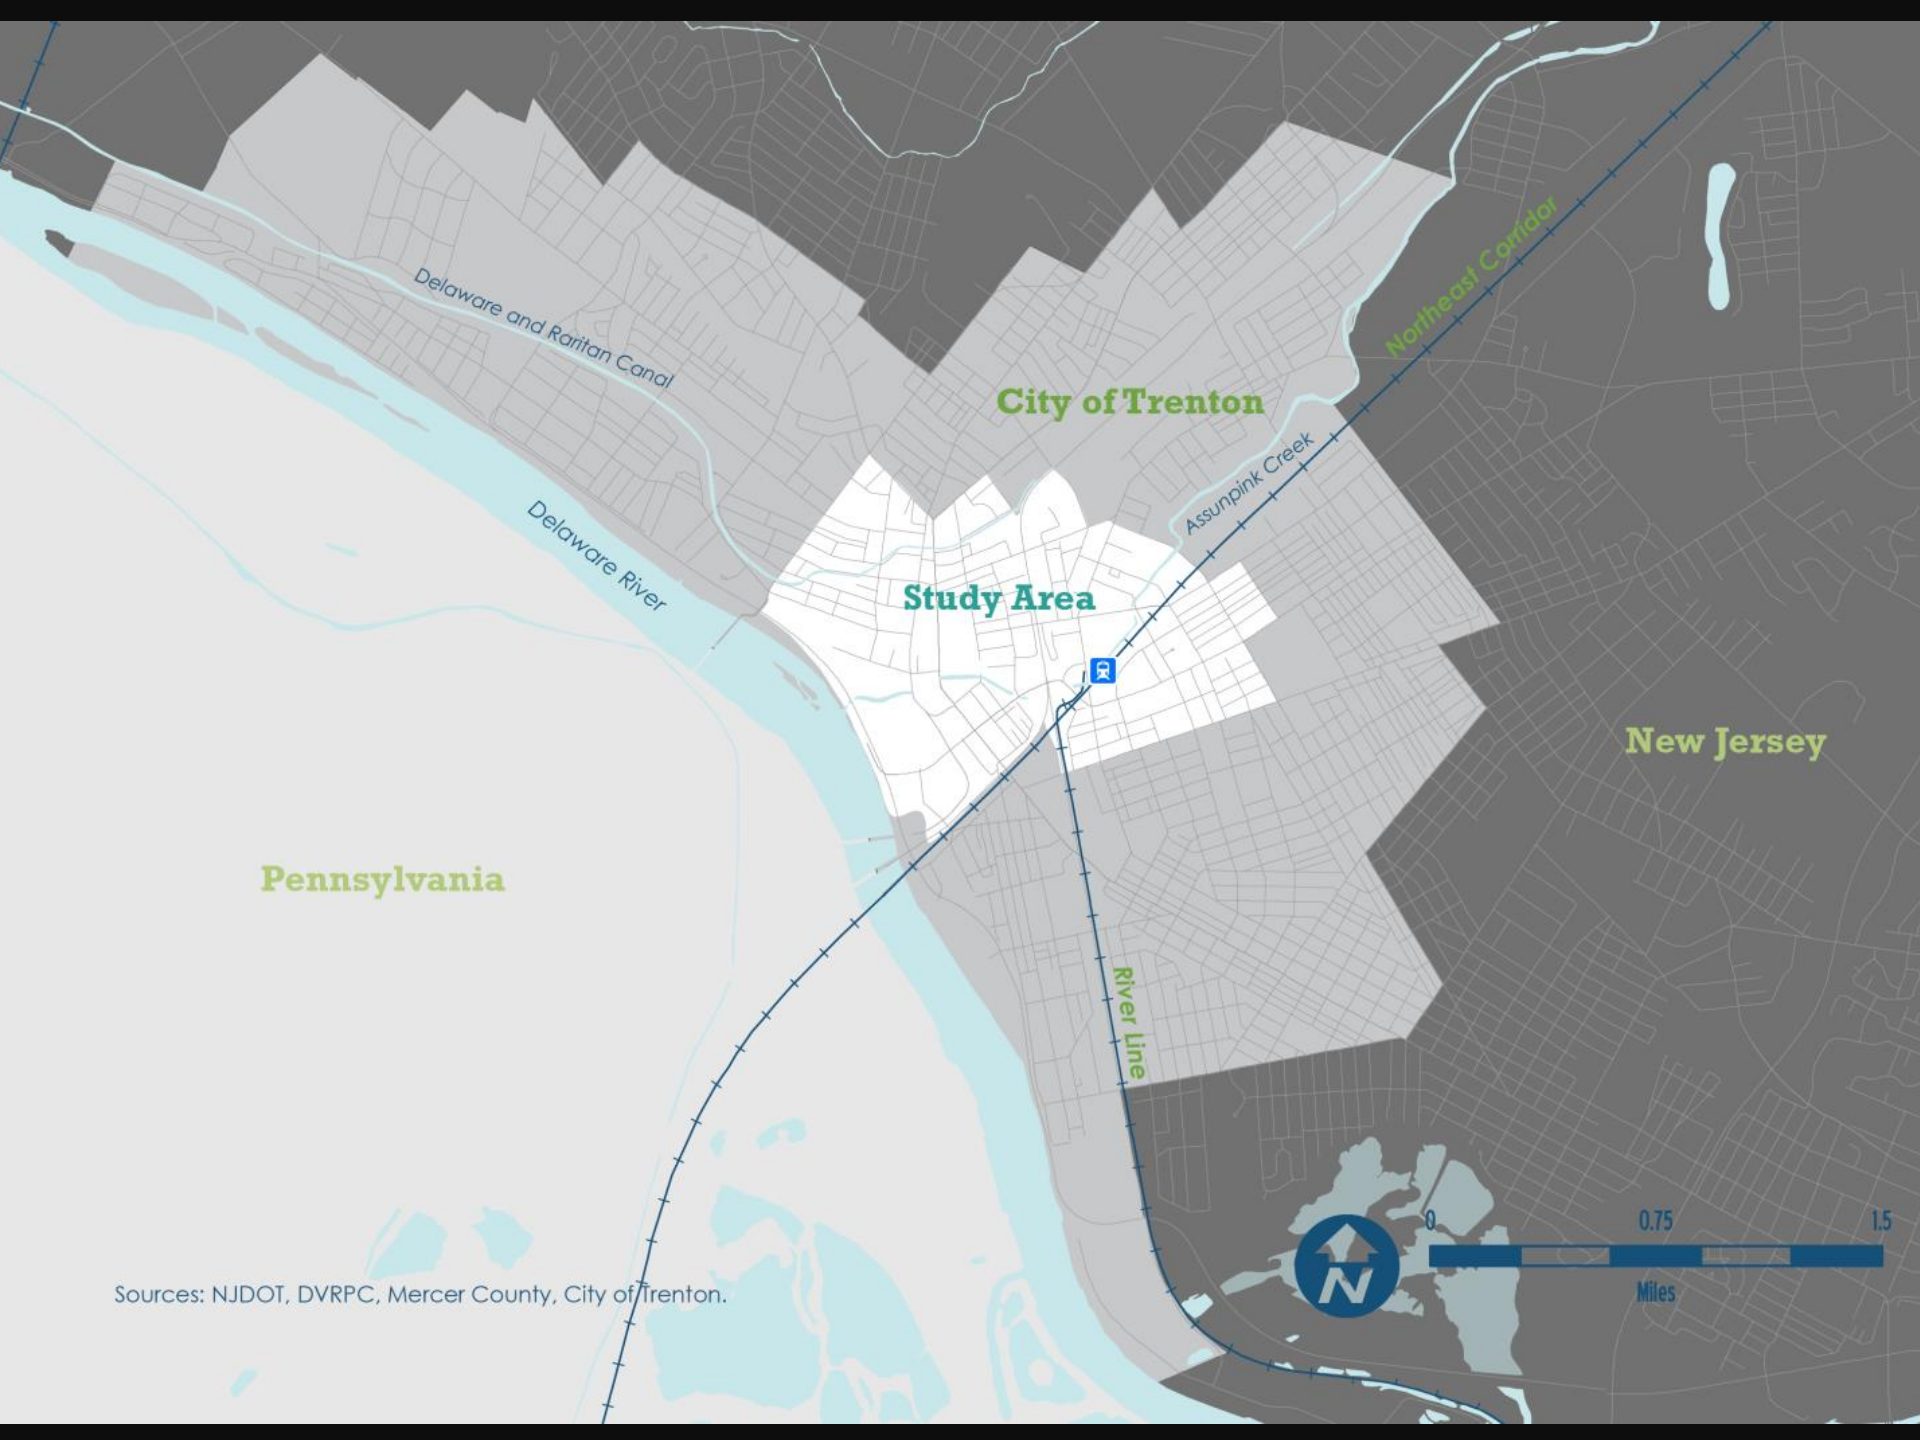 Northeast Corridor
Delaware and Raritan Canal
City of Trenton
Assunpink Creek
Delaware River
Study Area
New Jersey
Pennsylvania
River Line
0 0.75 1.5
N
Miles
Sources: NJDOT, DVRPC, Mercer County, City of Trenton.